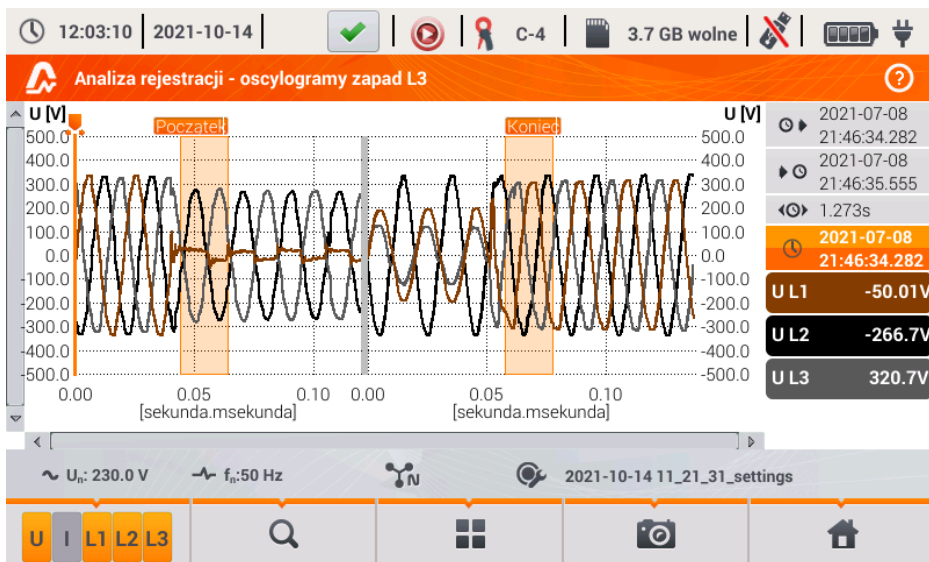 12:03:10 2021-10-14 C-4 3.7 GB wolne
Analiza rejestracji - oscylogramy zapad L3 ?
U [V] U [V]
Początek Koniec
500.0 500.0
400.0 400.0
300.0 300.0
200.0 200.0
100.0 100.0
0.0 0.0
-100.0 -100.0
-200.0 -200.0
-300.0 -300.0
-400.0 -400.0
-500.0 -500.0
0.00 0.05 0.10 0.00 0.05 0.10
[sekunda.msekunda] [sekunda.msekunda]
2021-07-08
21:46:34.282
2021-07-08
21:46:35.555
1.273s
2021-07-08
21:46:34.282
U L1 -50.01V
U L2 -266.7V
U L3 320.7V
Un: 230.0 V fn:50 Hz N 2021-10-14 11_21_31_settings
U I L1 L2 L3